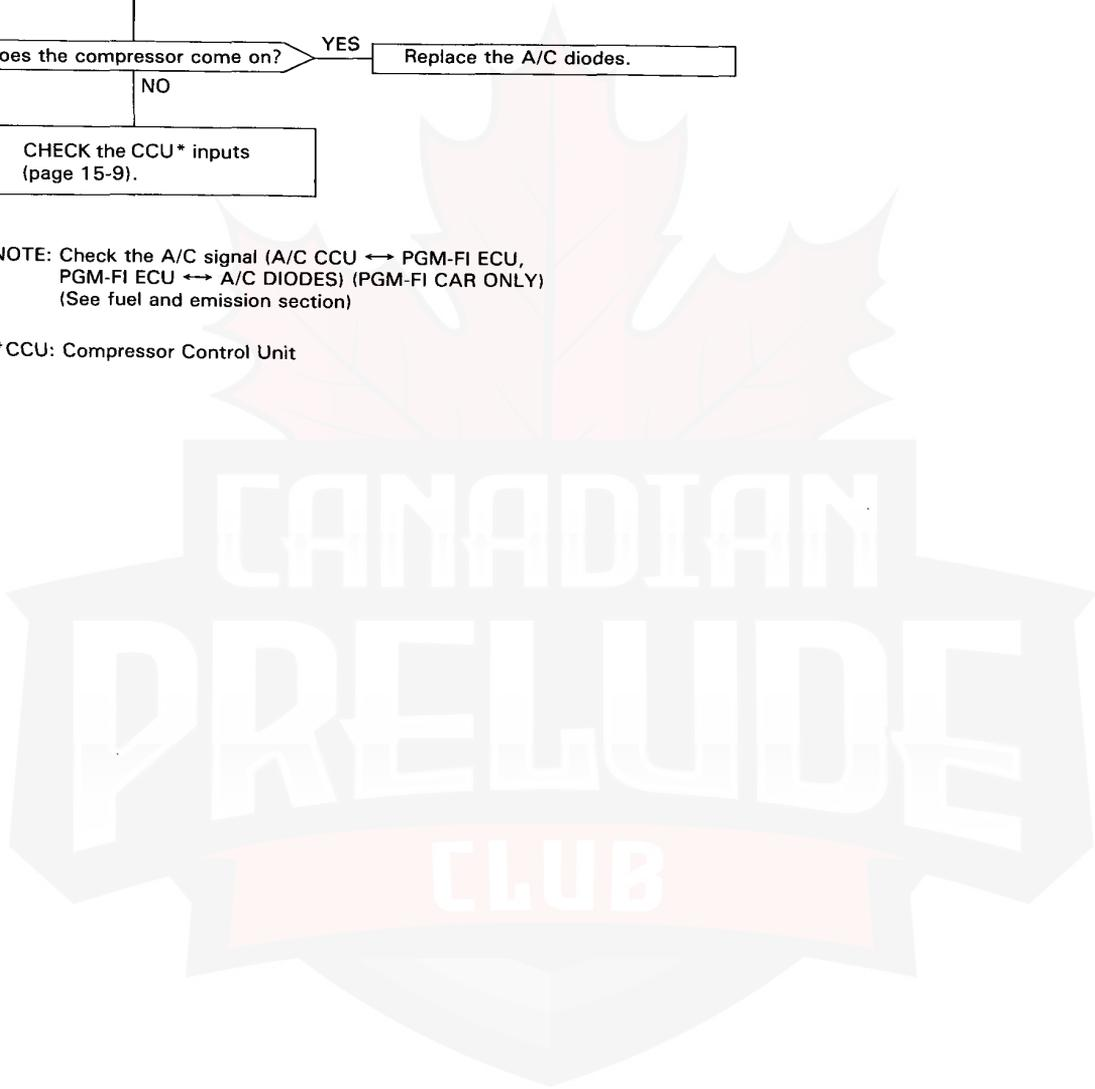 oes the compressor come on?
YES
Replace the A/C diodes.
NO
CHECK the CCU* inputs
(page 15-9).
NOTE: Check the A/C signal (A/C CCU ⟷ PGM-FI ECU,
PGM-FI ECU ⟷ A/C DIODES) (PGM-FI CAR ONLY)
(See fuel and emission section)
*CCU: Compressor Control Unit
CANADIAN
PRELUDE
CLUB